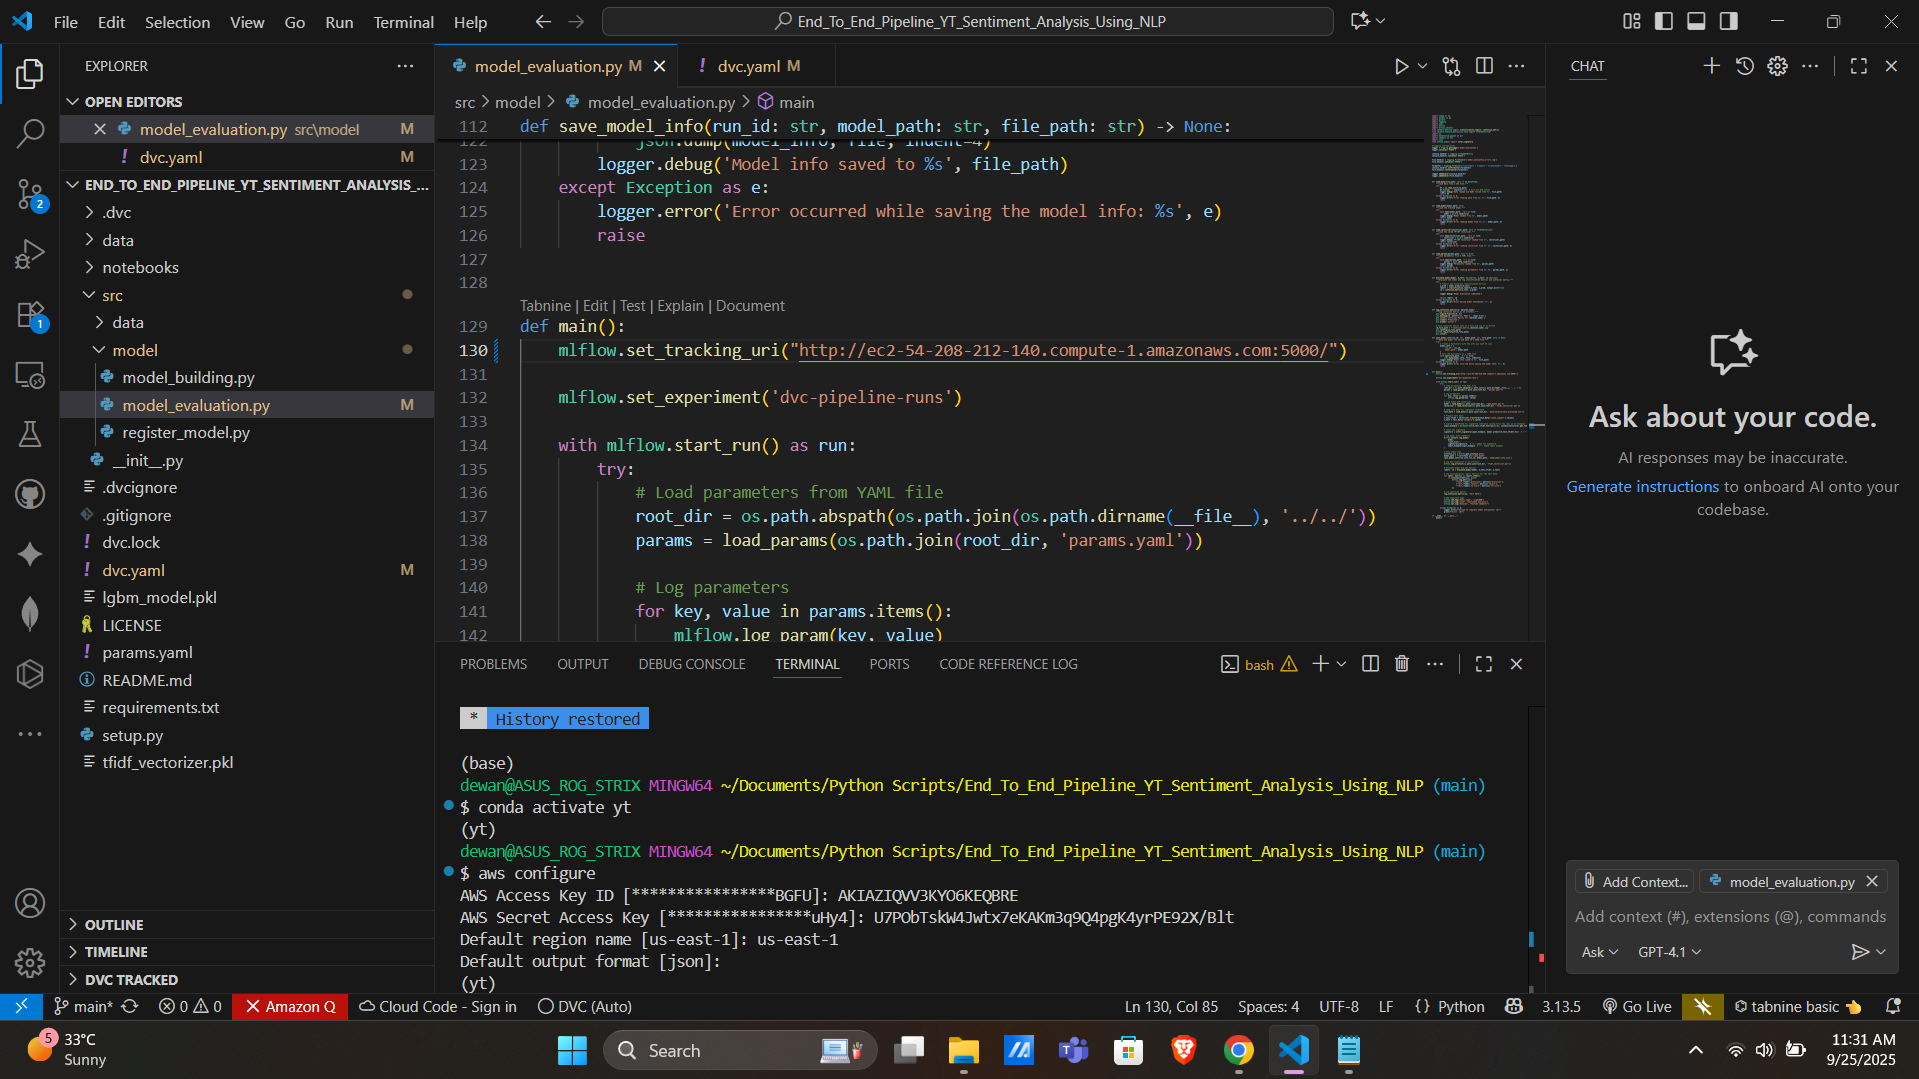 File Edit Selection View Go Run Terminal Help
End_To_End_Pipeline_YT_Sentiment_Analysis_Using_NLP
EXPLORER
OPEN EDITORS
model_evaluation.py src\model M
dvc.yaml M
END_TO_END_PIPELINE_YT_SENTIMENT_ANALYSIS_...
.dvc
data
notebooks
src
data
model
model_building.py
model_evaluation.py M
register_model.py
__init__.py
.dvcignore
.gitignore
dvc.lock
dvc.yaml M
lgbm_model.pkl
LICENSE
params.yaml
README.md
requirements.txt
setup.py
tfidf_vectorizer.pkl
OUTLINE
TIMELINE
DVC TRACKED
2
1
model_evaluation.py M
dvc.yaml M
src > model > model_evaluation.py > main
112 def save_model_info(run_id: str, model_path: str, file_path: str) -> None:
122 json.dump(model_info, file, indent=4)
123 logger.debug('Model info saved to %s', file_path)
124 except Exception as e:
125 logger.error('Error occurred while saving the model info: %s', e)
126 raise
127
128
Tabnine | Edit | Test | Explain | Document
129 def main():
130 mlflow.set_tracking_uri("http://ec2-54-208-212-140.compute-1.amazonaws.com:5000/")
131
132 mlflow.set_experiment('dvc-pipeline-runs')
133
134 with mlflow.start_run() as run:
135 try:
136 # Load parameters from YAML file
137 root_dir = os.path.abspath(os.path.join(os.path.dirname(__file__), '../../'))
138 params = load_params(os.path.join(root_dir, 'params.yaml'))
139
140 # Log parameters
141 for key, value in params.items():
142 mlflow.log_param(key, value)
PROBLEMS OUTPUT DEBUG CONSOLE TERMINAL PORTS CODE REFERENCE LOG
bash
* History restored
(base)
dewan@ASUS_ROG_STRIX MINGW64 ~/Documents/Python Scripts/End_To_End_Pipeline_YT_Sentiment_Analysis_Using_NLP (main)
$ conda activate yt
(yt)
dewan@ASUS_ROG_STRIX MINGW64 ~/Documents/Python Scripts/End_To_End_Pipeline_YT_Sentiment_Analysis_Using_NLP (main)
$ aws configure
AWS Access Key ID [****************BGFU]: [credential redacted]
AWS Secret Access Key [****************uHy4]: [credential redacted]
Default region name [us-east-1]: us-east-1
Default output format [json]:
(yt)
CHAT
Ask about your code.
AI responses may be inaccurate.
Generate instructions to onboard AI onto your
codebase.
Add Context...
model_evaluation.py
Add context (#), extensions (@), commands
Ask
GPT-4.1
main*
0
0
Amazon Q
Cloud Code - Sign in
DVC (Auto)
Ln 130, Col 85
Spaces: 4
UTF-8
LF
Python
3.13.5
Go Live
tabnine basic
5
33°C
Sunny
Search
11:31 AM
9/25/2025